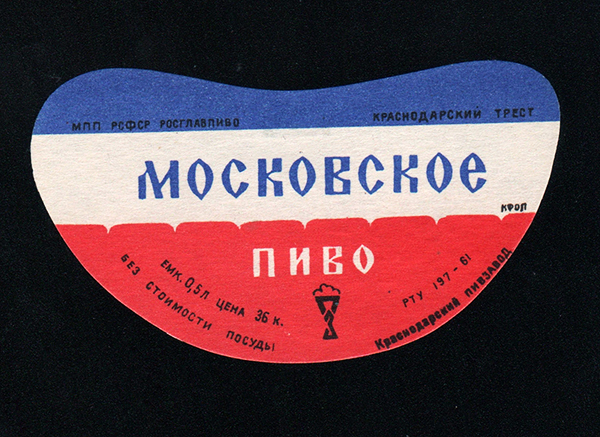 МПП РСФСР РОСГЛАВПИВО
КРАСНОДАРСКИЙ ТРЕСТ
МОСКОВСКОЕ
КФОП
ПИВО
ЕМК. 0,5Л ЦЕНА 36 К.
БЕЗ СТОИМОСТИ ПОСУДЫ
РТУ 197-61
Краснодарский ПИВЗАВОД